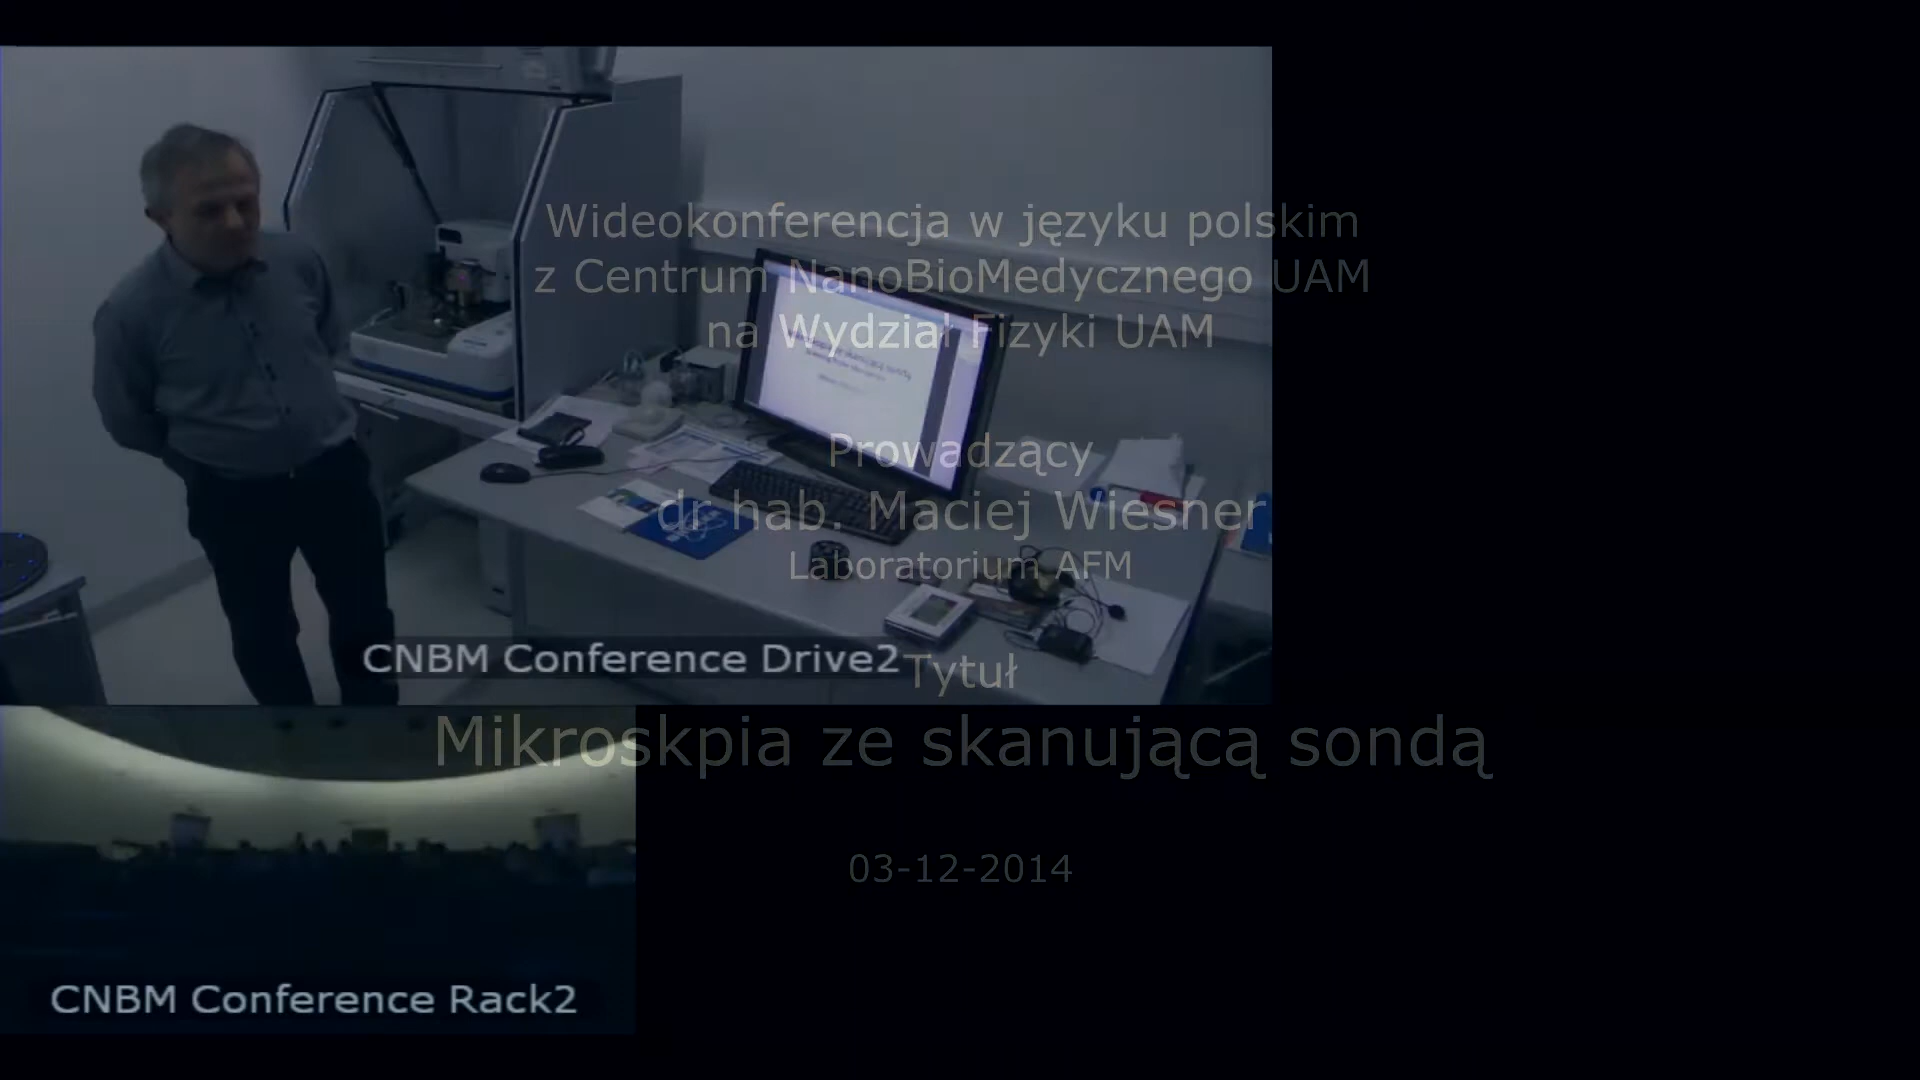 Wideokonferencja w języku polskim
z Centrum NanoBioMedycznego UAM
na Wydział Fizyki UAM
Prowadzący
dr hab. Maciej Wiesner
Laboratorium AFM
CNBM Conference Drive2
Tytuł
Mikroskpia ze skanującą sondą
03-12-2014
CNBM Conference Rack2